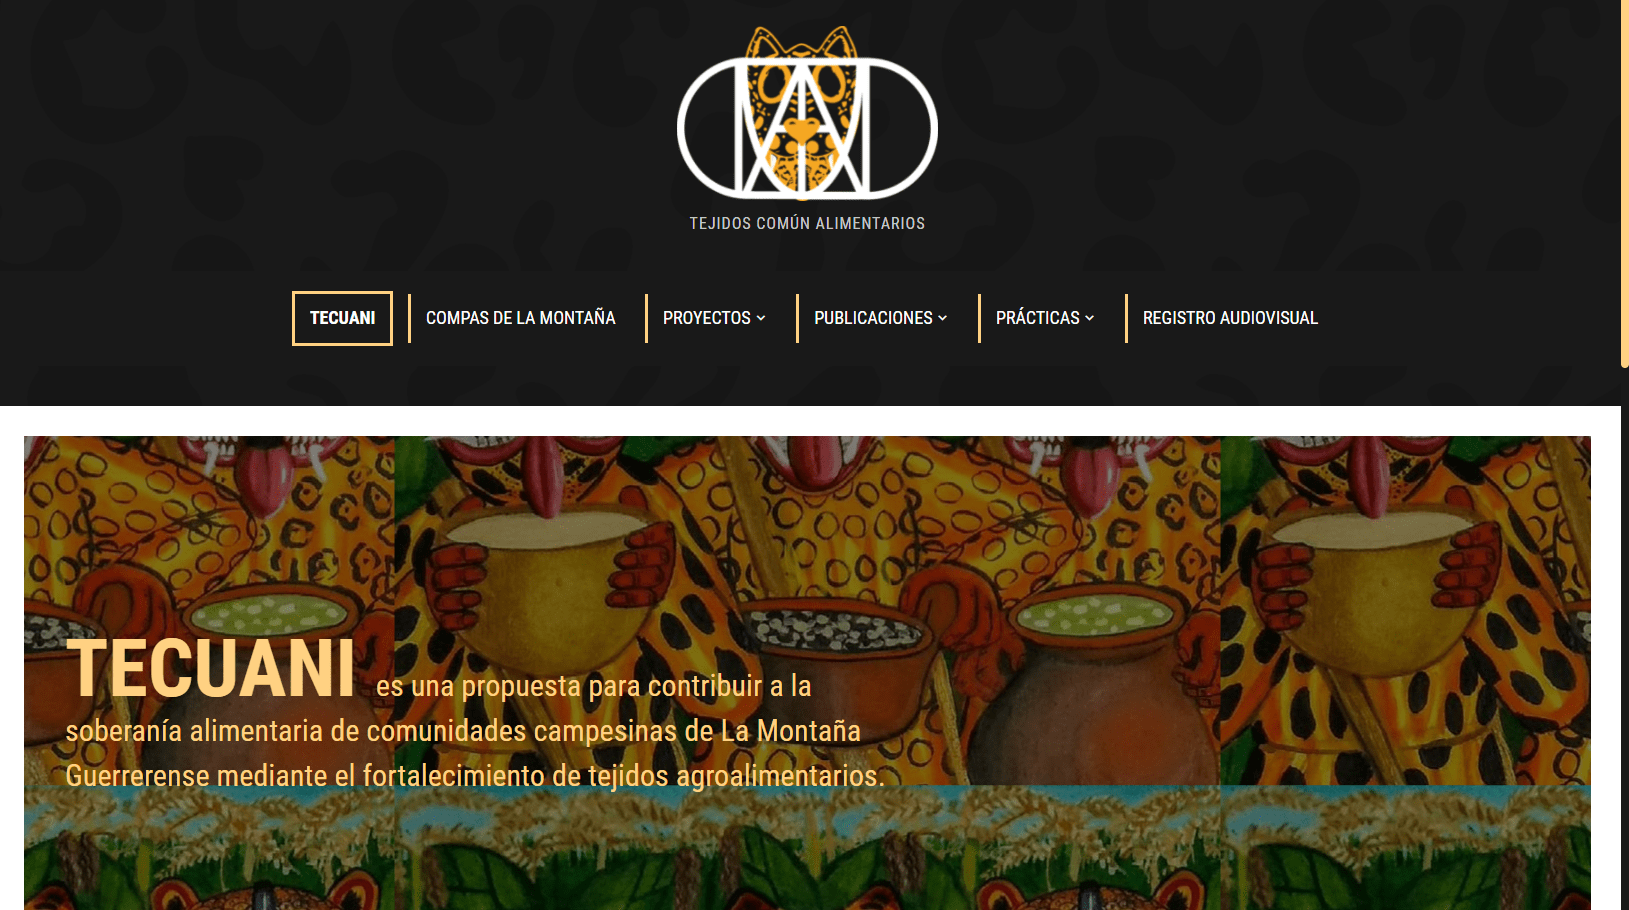 TEJIDOS COMÚN ALIMENTARIOS
TECUANI
COMPAS DE LA MONTAÑA
PROYECTOS
PUBLICACIONES
PRÁCTICAS
REGISTRO AUDIOVISUAL
TECUANI es una propuesta para contribuir a la
soberanía alimentaria de comunidades campesinas de La Montaña
Guerrerense mediante el fortalecimiento de tejidos agroalimentarios.